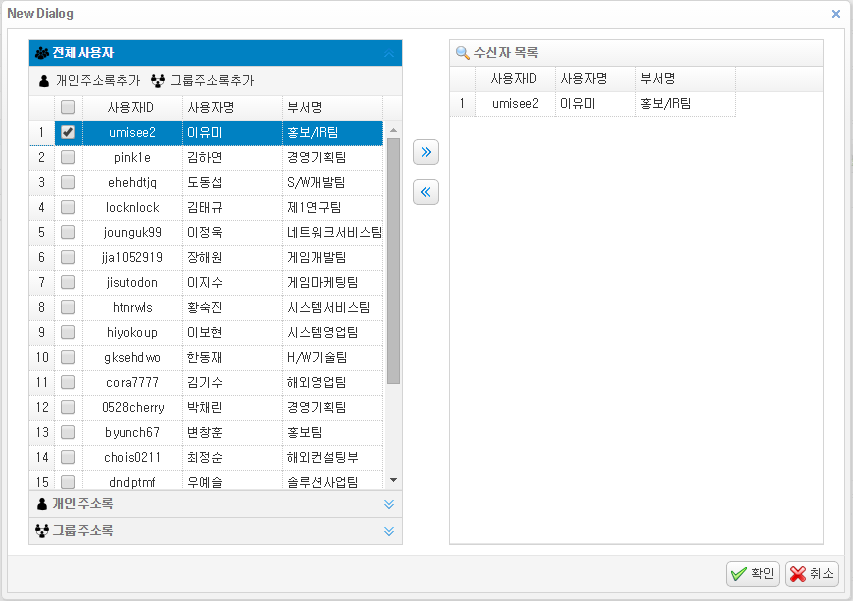 New Dialog
전체 사용자
개인주소록추가 그룹주소록추가
사용자ID 사용자명 부서명
1 umisee2 이유미 홍보/IR팀
2 pink1e 김하연 경영기획팀
3 ehehdtjq 도동섭 S/W개발팀
4 locknlock 김태규 제1연구팀
5 jounguk99 이정욱 네트워크서비스팀
6 jja1052919 장해원 게임개발팀
7 jisutodon 이지수 게임마케팅팀
8 htnrwls 황숙진 시스템서비스팀
9 hiyokoup 이보현 시스템영업팀
10 gksehdwo 한동재 H/W기술팀
11 cora7777 김기수 해외영업팀
12 0528cherry 박채린 경영기획팀
13 byunch67 변창훈 홍보팀
14 chois0211 최정순 해외컨설팅부
15 dndptmf 우예슬 솔루션사업팀
개인주소록
그룹주소록
수신자 목록
사용자ID 사용자명 부서명
1 umisee2 이유미 홍보/IR팀
확인 취소